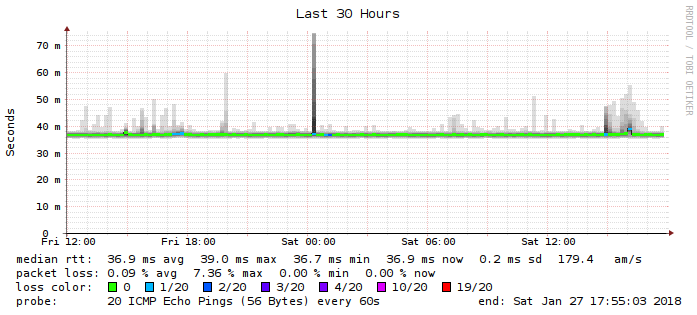 Last 30 Hours
RRDTOOL / TOBI OETIKER
Seconds
70 m
60 m
50 m
40 m
30 m
20 m
10 m
0
Fri 12:00 Fri 18:00 Sat 00:00 Sat 06:00 Sat 12:00
median rtt: 36.9 ms avg 39.0 ms max 36.7 ms min 36.9 ms now 0.2 ms sd 179.4 am/s
packet loss: 0.09 % avg 7.36 % max 0.00 % min 0.00 % now
loss color: 0 1/20 2/20 3/20 4/20 10/20 19/20
probe: 20 ICMP Echo Pings (56 Bytes) every 60s end: Sat Jan 27 17:55:03 2018